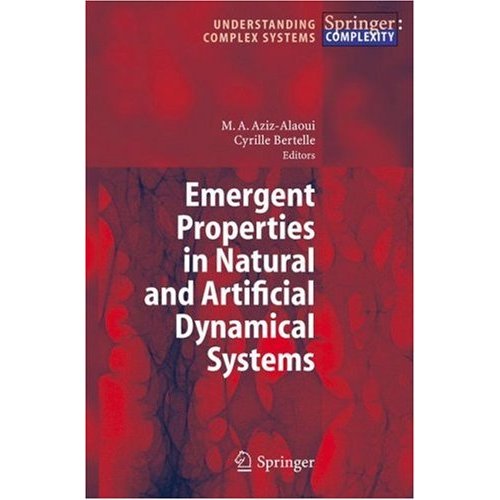 UNDERSTANDING
COMPLEX SYSTEMS
Springer:
COMPLEXITY
M. A. Aziz-Alaoui
Cyrille Bertelle
Editors
Emergent
Properties
in Natural
and Artificial
Dynamical
Systems
Springer